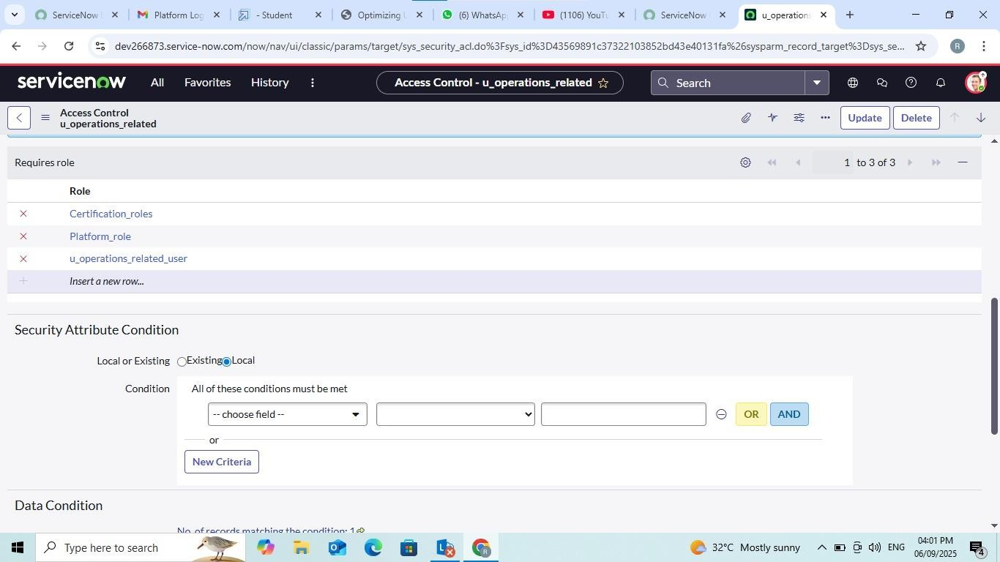 ServiceNow
Platform Log
- Student
Optimizing
(6) WhatsAp
(1106) YouTu
ServiceNow
u_operations
dev266873.service-now.com/now/nav/ui/classic/params/target/sys_security_acl.do%3Fsys_id%3D43569891c37322103852bd43e40131fa%26sysparm_record_target%3Dsys_se...
R
servicenow
All
Favorites
History
Access Control - u_operations_related
Search
Access Control
u_operations_related
Update
Delete
Requires role
1 to 3 of 3
Role
Certification_roles
Platform_role
u_operations_related_user
Insert a new row...
Security Attribute Condition
Local or Existing
Existing
Local
Condition
All of these conditions must be met
-- choose field --
OR
AND
or
New Criteria
Data Condition
No. of records matching the condition: 1
Type here to search
R
32°C Mostly sunny
ENG
04:01 PM
06/09/2025
4